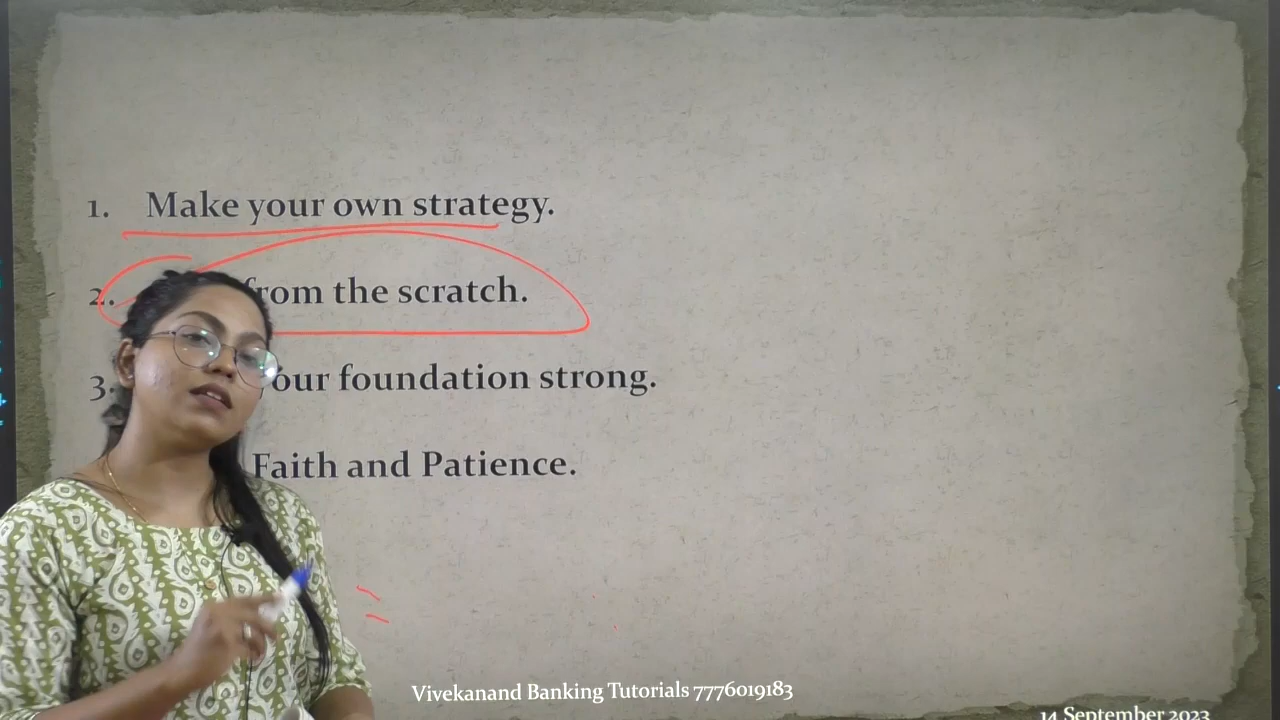 1. Make your own strategy.
2. from the scratch.
3. our foundation strong.
Faith and Patience.
Vivekanand Banking Tutorials 7776019183
14 September 2023